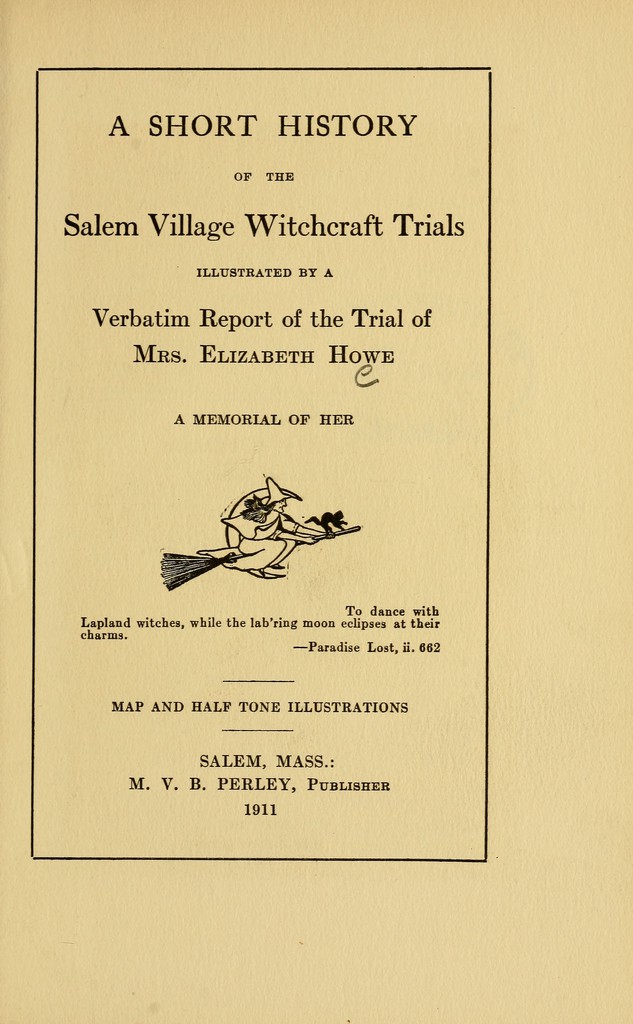 A SHORT HISTORY
OF THE
Salem Village Witchcraft Trials
ILLUSTRATED BY A
Verbatim Report of the Trial of
MRS. ELIZABETH HOWE
C
A MEMORIAL OF HER
To dance with
Lapland witches, while the lab'ring moon eclipses at their
charms.
—Paradise Lost, ii. 662
MAP AND HALF TONE ILLUSTRATIONS
SALEM, MASS.:
M. V. B. PERLEY, PUBLISHER
1911